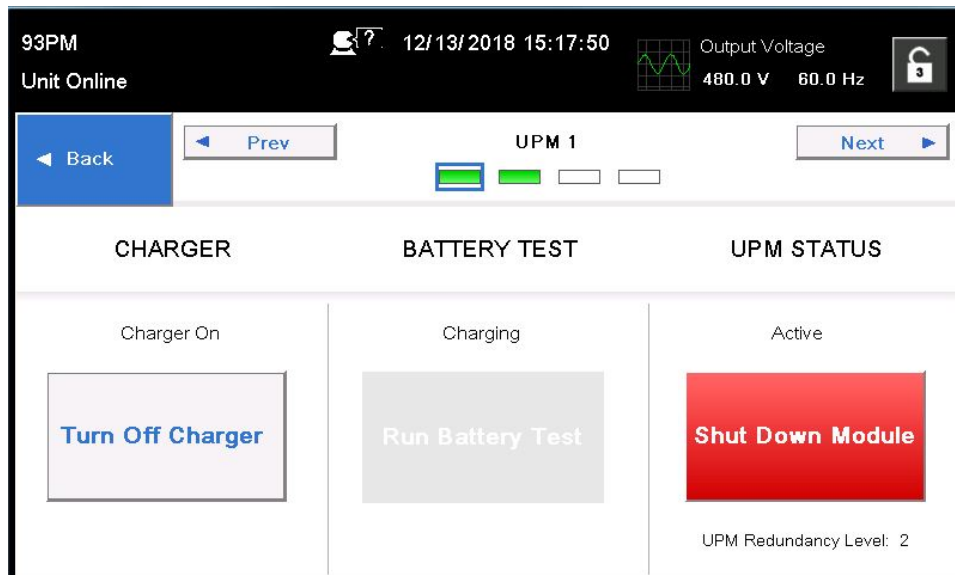 93PM
? 12/13/2018 15:17:50
Output Voltage
Unit Online
480.0 V 60.0 Hz
3
◄ Back
◄ Prev
UPM 1
Next ►
CHARGER
BATTERY TEST
UPM STATUS
Charger On
Charging
Active
Turn Off Charger
Run Battery Test
Shut Down Module
UPM Redundancy Level: 2